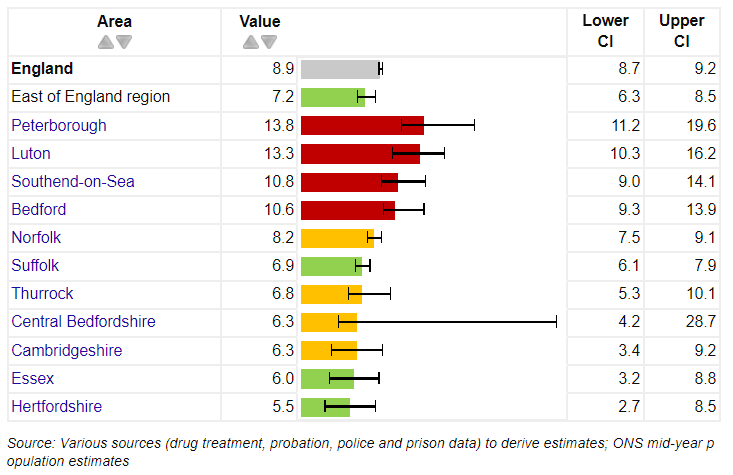 Area Value Lower CI Upper CI
England 8.9 8.7 9.2
East of England region 7.2 6.3 8.5
Peterborough 13.8 11.2 19.6
Luton 13.3 10.3 16.2
Southend-on-Sea 10.8 9.0 14.1
Bedford 10.6 9.3 13.9
Norfolk 8.2 7.5 9.1
Suffolk 6.9 6.1 7.9
Thurrock 6.8 5.3 10.1
Central Bedfordshire 6.3 4.2 28.7
Cambridgeshire 6.3 3.4 9.2
Essex 6.0 3.2 8.8
Hertfordshire 5.5 2.7 8.5
Source: Various sources (drug treatment, probation, police and prison data) to derive estimates; ONS mid-year p
opulation estimates